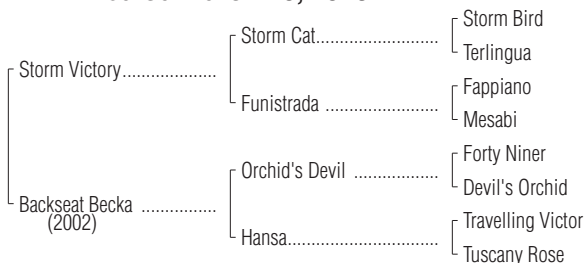 Storm Bird
Storm Cat
Terlingua
Storm Victory
Fappiano
Funistrada
Mesabi
Forty Niner
Orchid's Devil
Devil's Orchid
Backseat Becka
(2002)
Travelling Victor
Hansa
Tuscany Rose